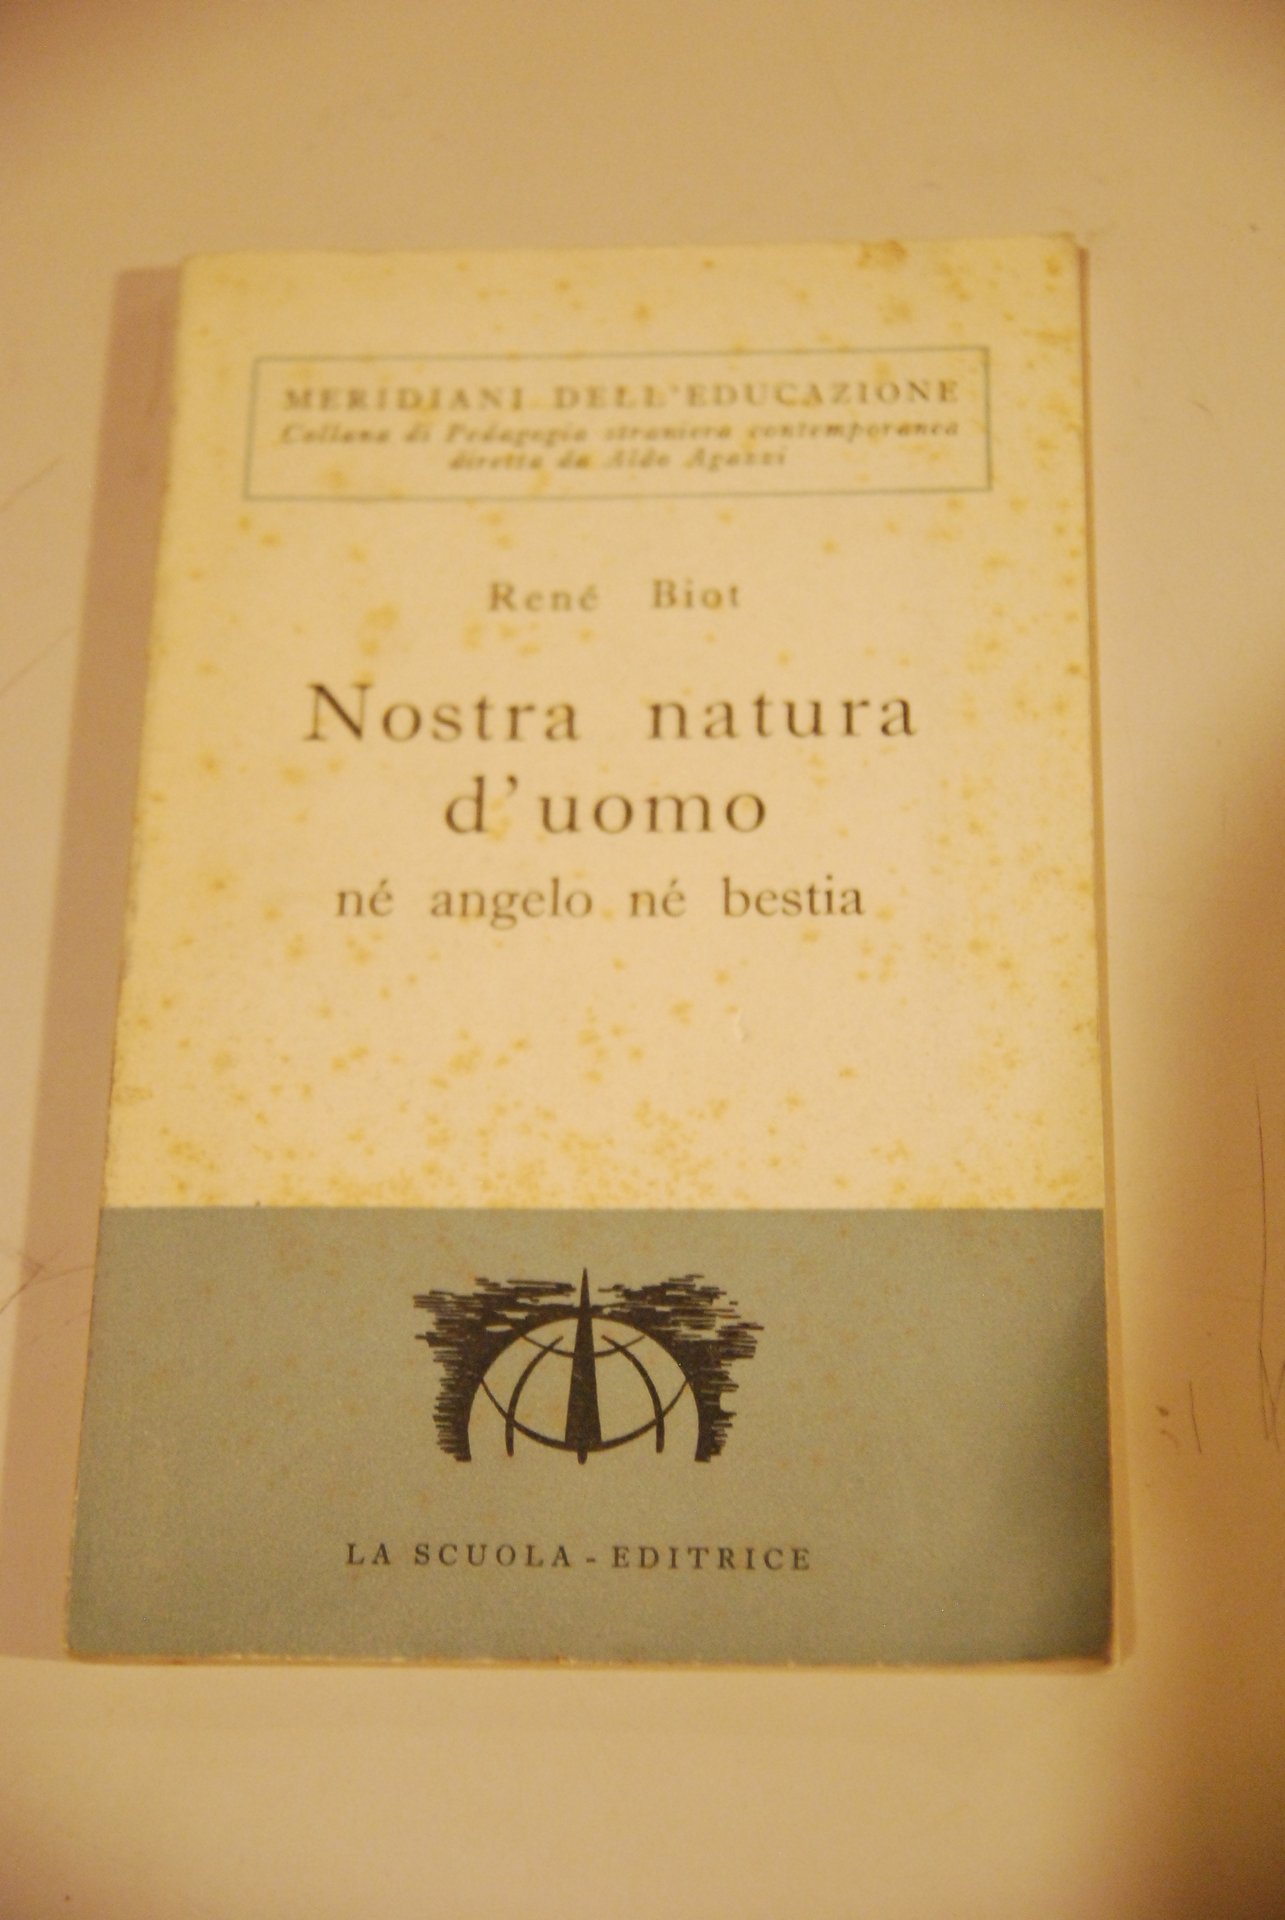 MERIDIANI DELL'EDUCAZIONE
Collana di Pedagogia straniera contemporanea
diretta da Aldo Agazzi
René Biot
Nostra natura
d'uomo
né angelo né bestia
LA SCUOLA - EDITRICE